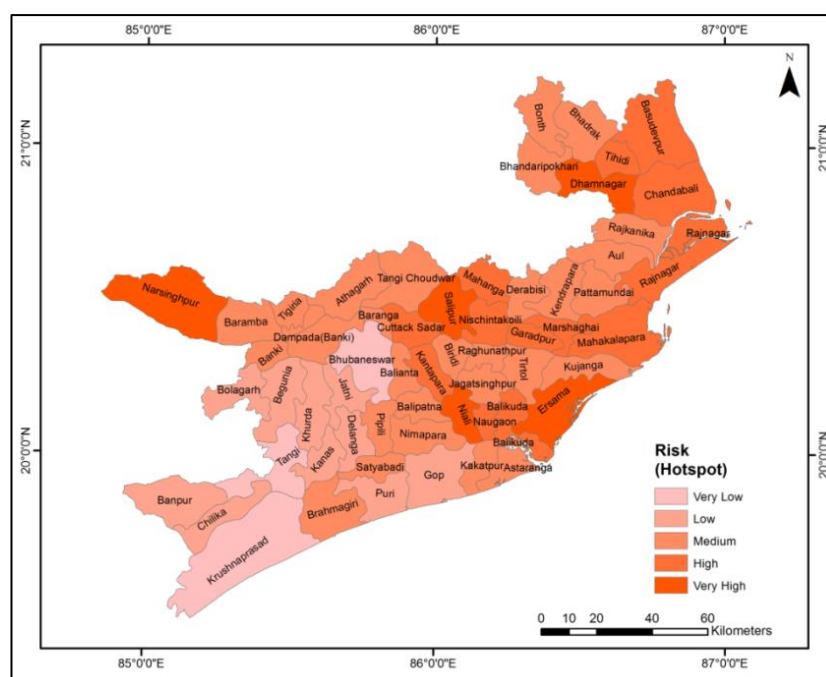 85°0'0"E
86°0'0"E
87°0'0"E
N
21°0'0"N
21°0'0"N
Bonth
Bhadrak
Basudevpur
Tihidi
Bhandaripokhari
Dhamnagar
Chandabali
Rajkanika
Rajnagar
Aul
Narsinghpur
Tangi Choudwar
Mahanga
Derabisi
Kendrapara
Rajnagar
Athagarh
Tigiria
Pattamundai
Baramba
Baranga
Salipur
Nischintakoili
Cuttack Sadar
Garadpur
Marshaghai
Dampada(Banki)
Mahakalapara
Banki
Bhubaneswar
Biridi
Raghunathpur
Tirtol
Kujanga
Balianta
Kantapara
Bolagarh
Begunia
Jatni
Jagatsinghpur
Ersama
Balipatna
Niali
Balikuda
Naugaon
Khurda
Delanga
Pipili
Nimapara
20°0'0"N
20°0'0"N
Balikuda
Tangi
Kanas
Satyabadi
Gop
Kakatpur
Astaranga
Banpur
Chilika
Brahmagiri
Puri
Krushnaprasad
Risk
(Hotspot)
Very Low
Low
Medium
High
Very High
0 10 20 40 60
Kilometers
85°0'0"E
86°0'0"E
87°0'0"E